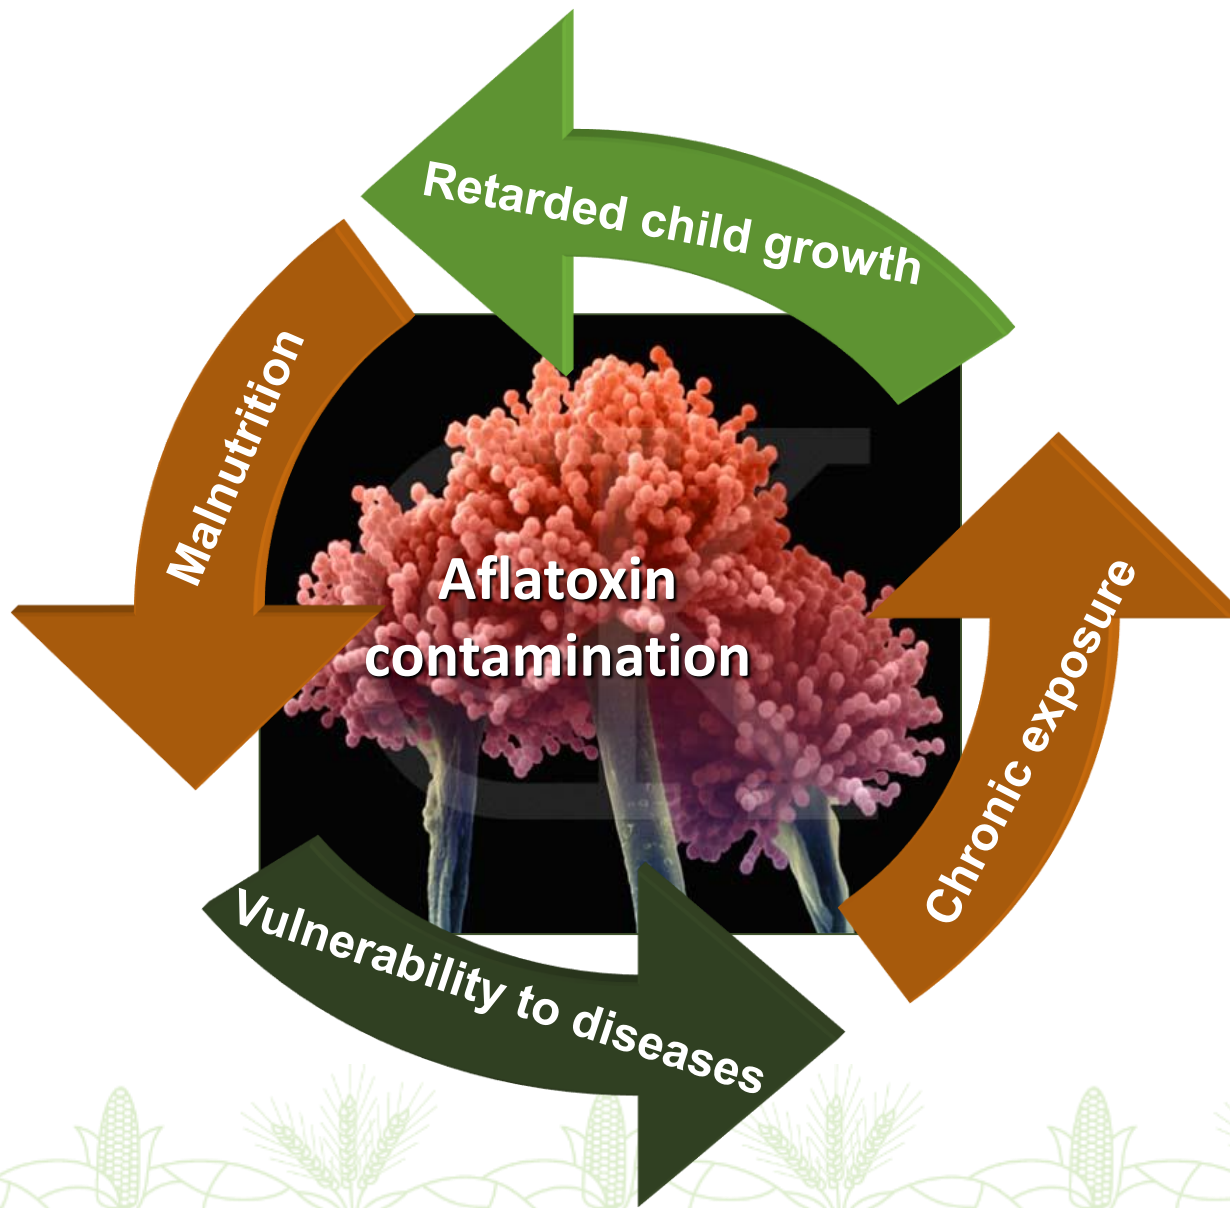 Retarded child growth
Malnutrition
Aflatoxin
contamination
Chronic exposure
Vulnerability to diseases